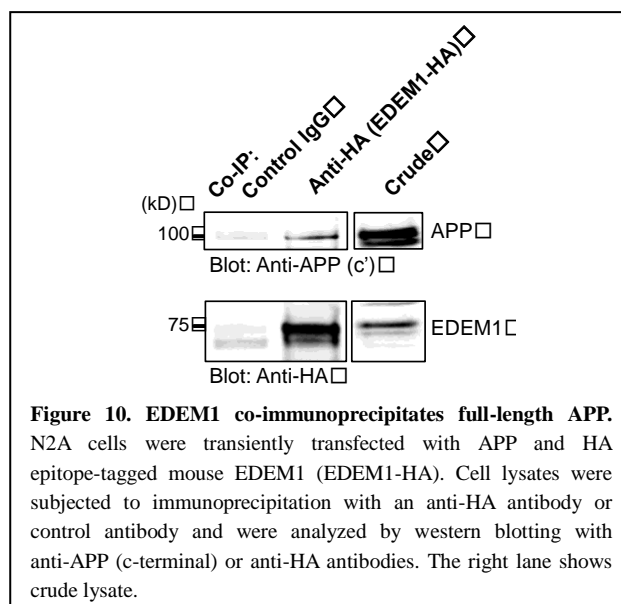 Co-IP:
Control IgG
Anti-HA (EDEM1-HA)
Crude
(kD)
100
APP
Blot: Anti-APP (c’)
75
EDEM1
Blot: Anti-HA
Figure 10. EDEM1 co-immunoprecipitates full-length APP.
N2A cells were transiently transfected with APP and HA
epitope-tagged mouse EDEM1 (EDEM1-HA). Cell lysates were
subjected to immunoprecipitation with an anti-HA antibody or
control antibody and were analyzed by western blotting with
anti-APP (c-terminal) or anti-HA antibodies. The right lane shows
crude lysate.